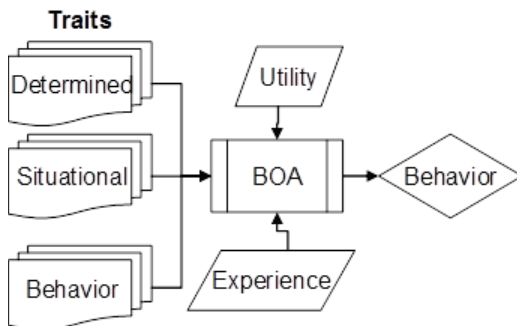 Traits
Determined
Utility
Situational
BOA
Behavior
Behavior
Experience